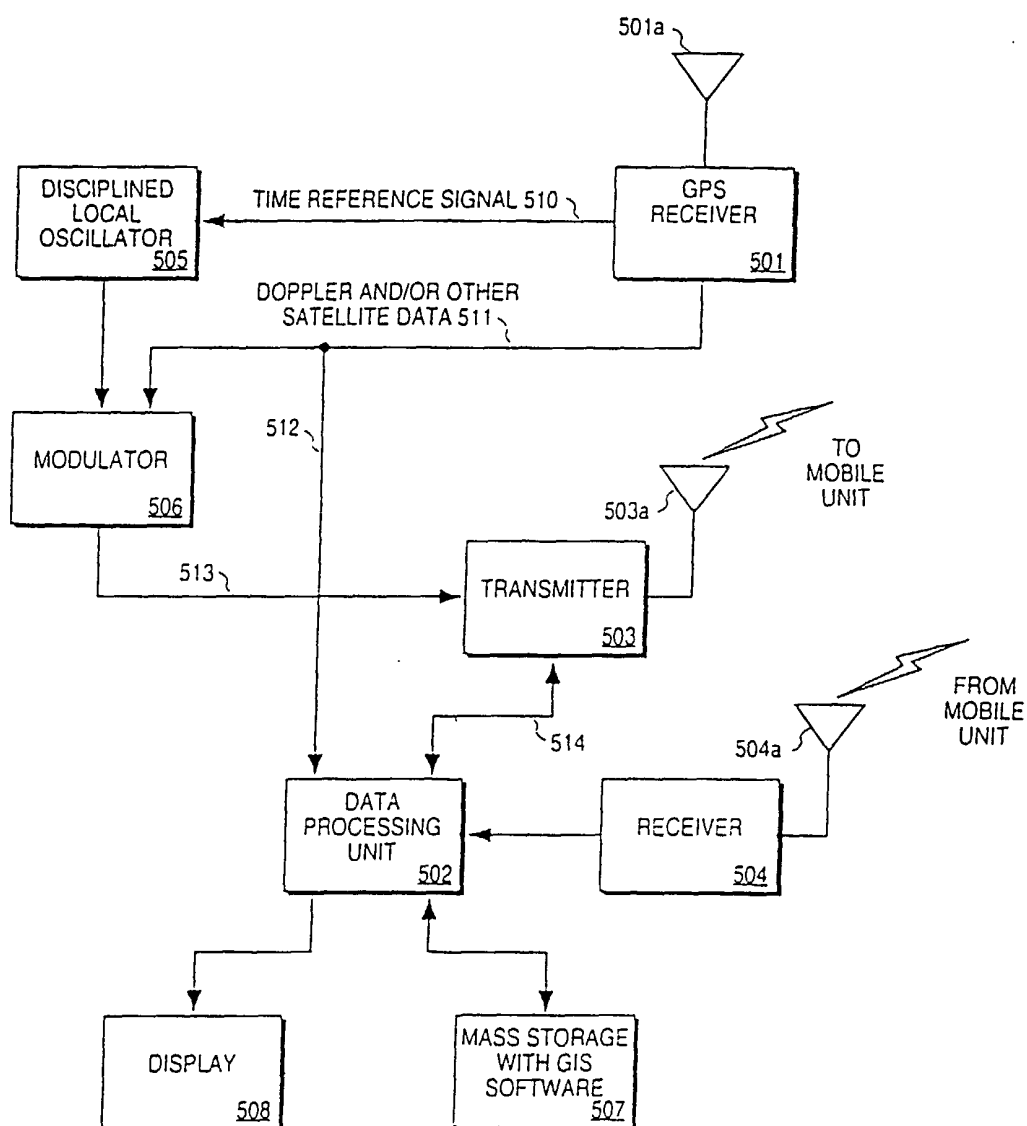 501a
DISCIPLINED
LOCAL
OSCILLATOR
505
TIME REFERENCE SIGNAL 510
GPS
RECEIVER
501
DOPPLER AND/OR OTHER
SATELLITE DATA 511
MODULATOR
506
512
TO
MOBILE
UNIT
503a
513
TRANSMITTER
503
FROM
MOBILE
UNIT
504a
514
DATA
PROCESSING
UNIT
502
RECEIVER
504
DISPLAY
508
MASS STORAGE
WITH GIS
SOFTWARE
507